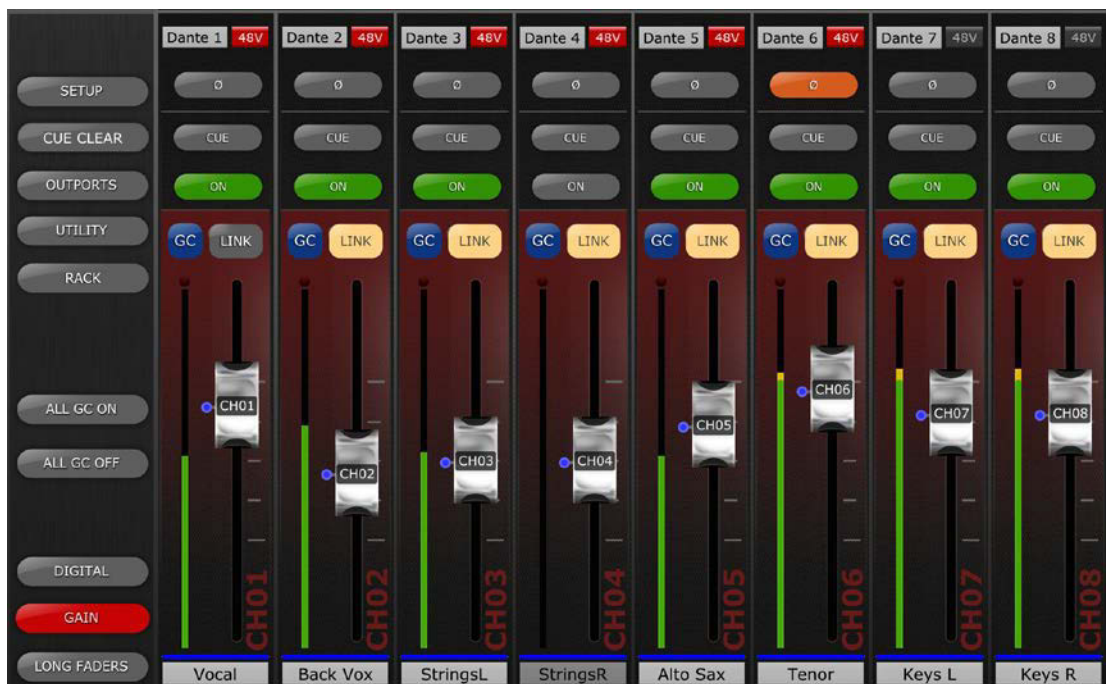 Dante 1 48V Dante 2 48V Dante 3 48V Dante 4 48V Dante 5 48V Dante 6 48V Dante 7 48V Dante 8 48V
SETUP Ø Ø Ø Ø Ø Ø Ø Ø
CUE CLEAR CUE CUE CUE CUE CUE CUE CUE CUE
OUTPORTS ON ON ON ON ON ON ON ON
UTILITY GC LINK GC LINK GC LINK GC LINK GC LINK GC LINK GC LINK GC LINK
RACK
ALL GC ON CH01 CH02 CH03 CH04 CH05 CH06 CH07 CH08
ALL GC OFF
DIGITAL CH01 CH02 CH03 CH04 CH05 CH06 CH07 CH08
GAIN
LONG FADERS Vocal Back Vox StringsL StringsR Alto Sax Tenor Keys L Keys R